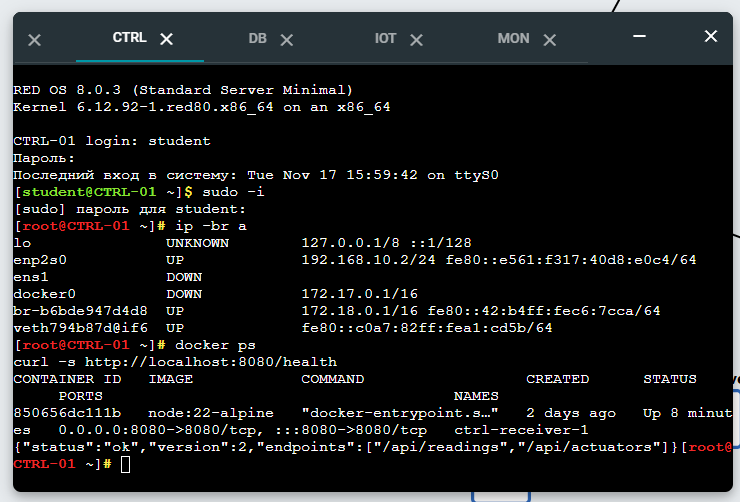 CTRL
DB
IOT
MON
RED OS 8.0.3 (Standard Server Minimal)
Kernel 6.12.92-1.red80.x86_64 on an x86_64
CTRL-01 login: student
Пароль:
Последний вход в систему: Tue Nov 17 15:59:42 on ttyS0
[student@CTRL-01 ~]$ sudo -i
[sudo] пароль для student:
[root@CTRL-01 ~]# ip -br a
lo               UNKNOWN        127.0.0.1/8 ::1/128
enp2s0           UP             192.168.10.2/24 fe80::e561:f317:40d8:e0c4/64
ens1             DOWN
docker0          DOWN           172.17.0.1/16
br-b6bde947d4d8  UP             172.18.0.1/16 fe80::42:b4ff:fec6:7cca/64
veth794b87d@if6  UP             fe80::c0a7:82ff:fea1:cd5b/64
[root@CTRL-01 ~]# docker ps
curl -s http://localhost:8080/health
CONTAINER ID   IMAGE            COMMAND                  CREATED      STATUS
     PORTS                                       NAMES
850656dc111b   node:22-alpine   "docker-entrypoint.s…"   2 days ago   Up 8 minut
es   0.0.0.0:8080->8080/tcp, :::8080->8080/tcp   ctrl-receiver-1
{"status":"ok","version":2,"endpoints":["/api/readings","/api/actuators"]}[root@
CTRL-01 ~]#